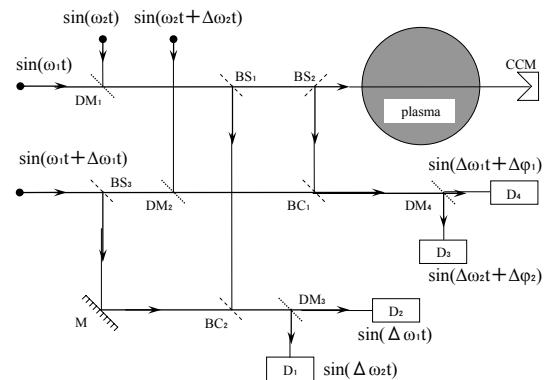 sin(ω₂t)
sin(ω₂t+Δω₂t)
sin(ω₁t)
BS₁
BS₂
CCM
DM₁
plasma
sin(ω₁t+Δω₁t)
BS₃
DM₂
BC₁
DM₄
sin(Δω₁t+Δφ₁)
D₄
D₃
sin(Δω₂t+Δφ₂)
M
BC₂
DM₃
D₂
sin(Δω₁t)
D₁
sin(Δω₂t)